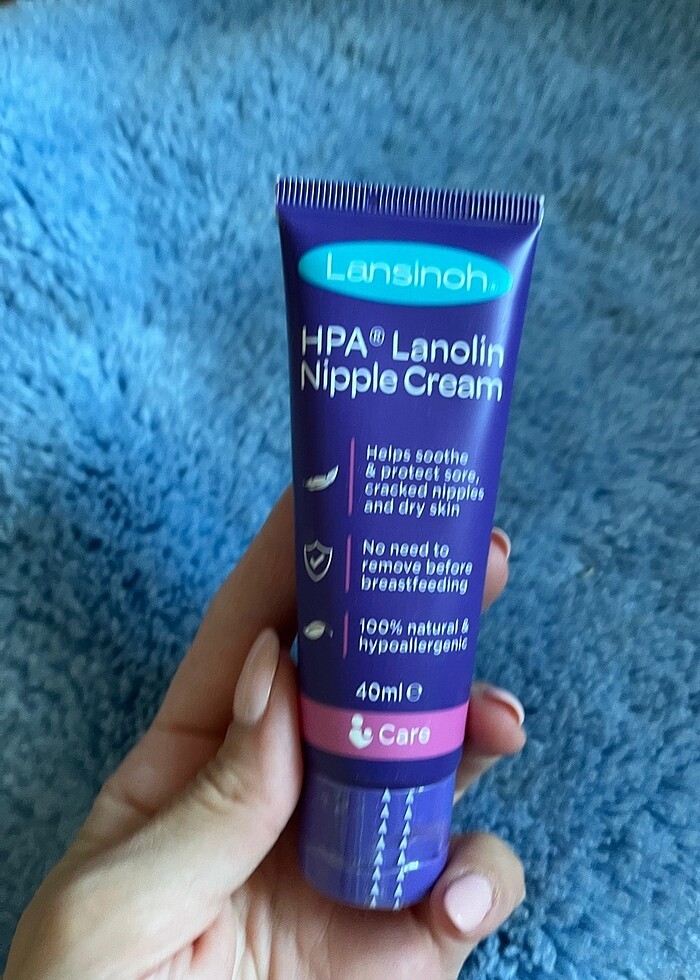 Lansinoh®
HPA® Lanolin
Nipple Cream
Helps soothe
& protect sore,
cracked nipples
and dry skin
No need to
remove before
breastfeeding
100% natural &
hypoallergenic
40ml ℮
Care